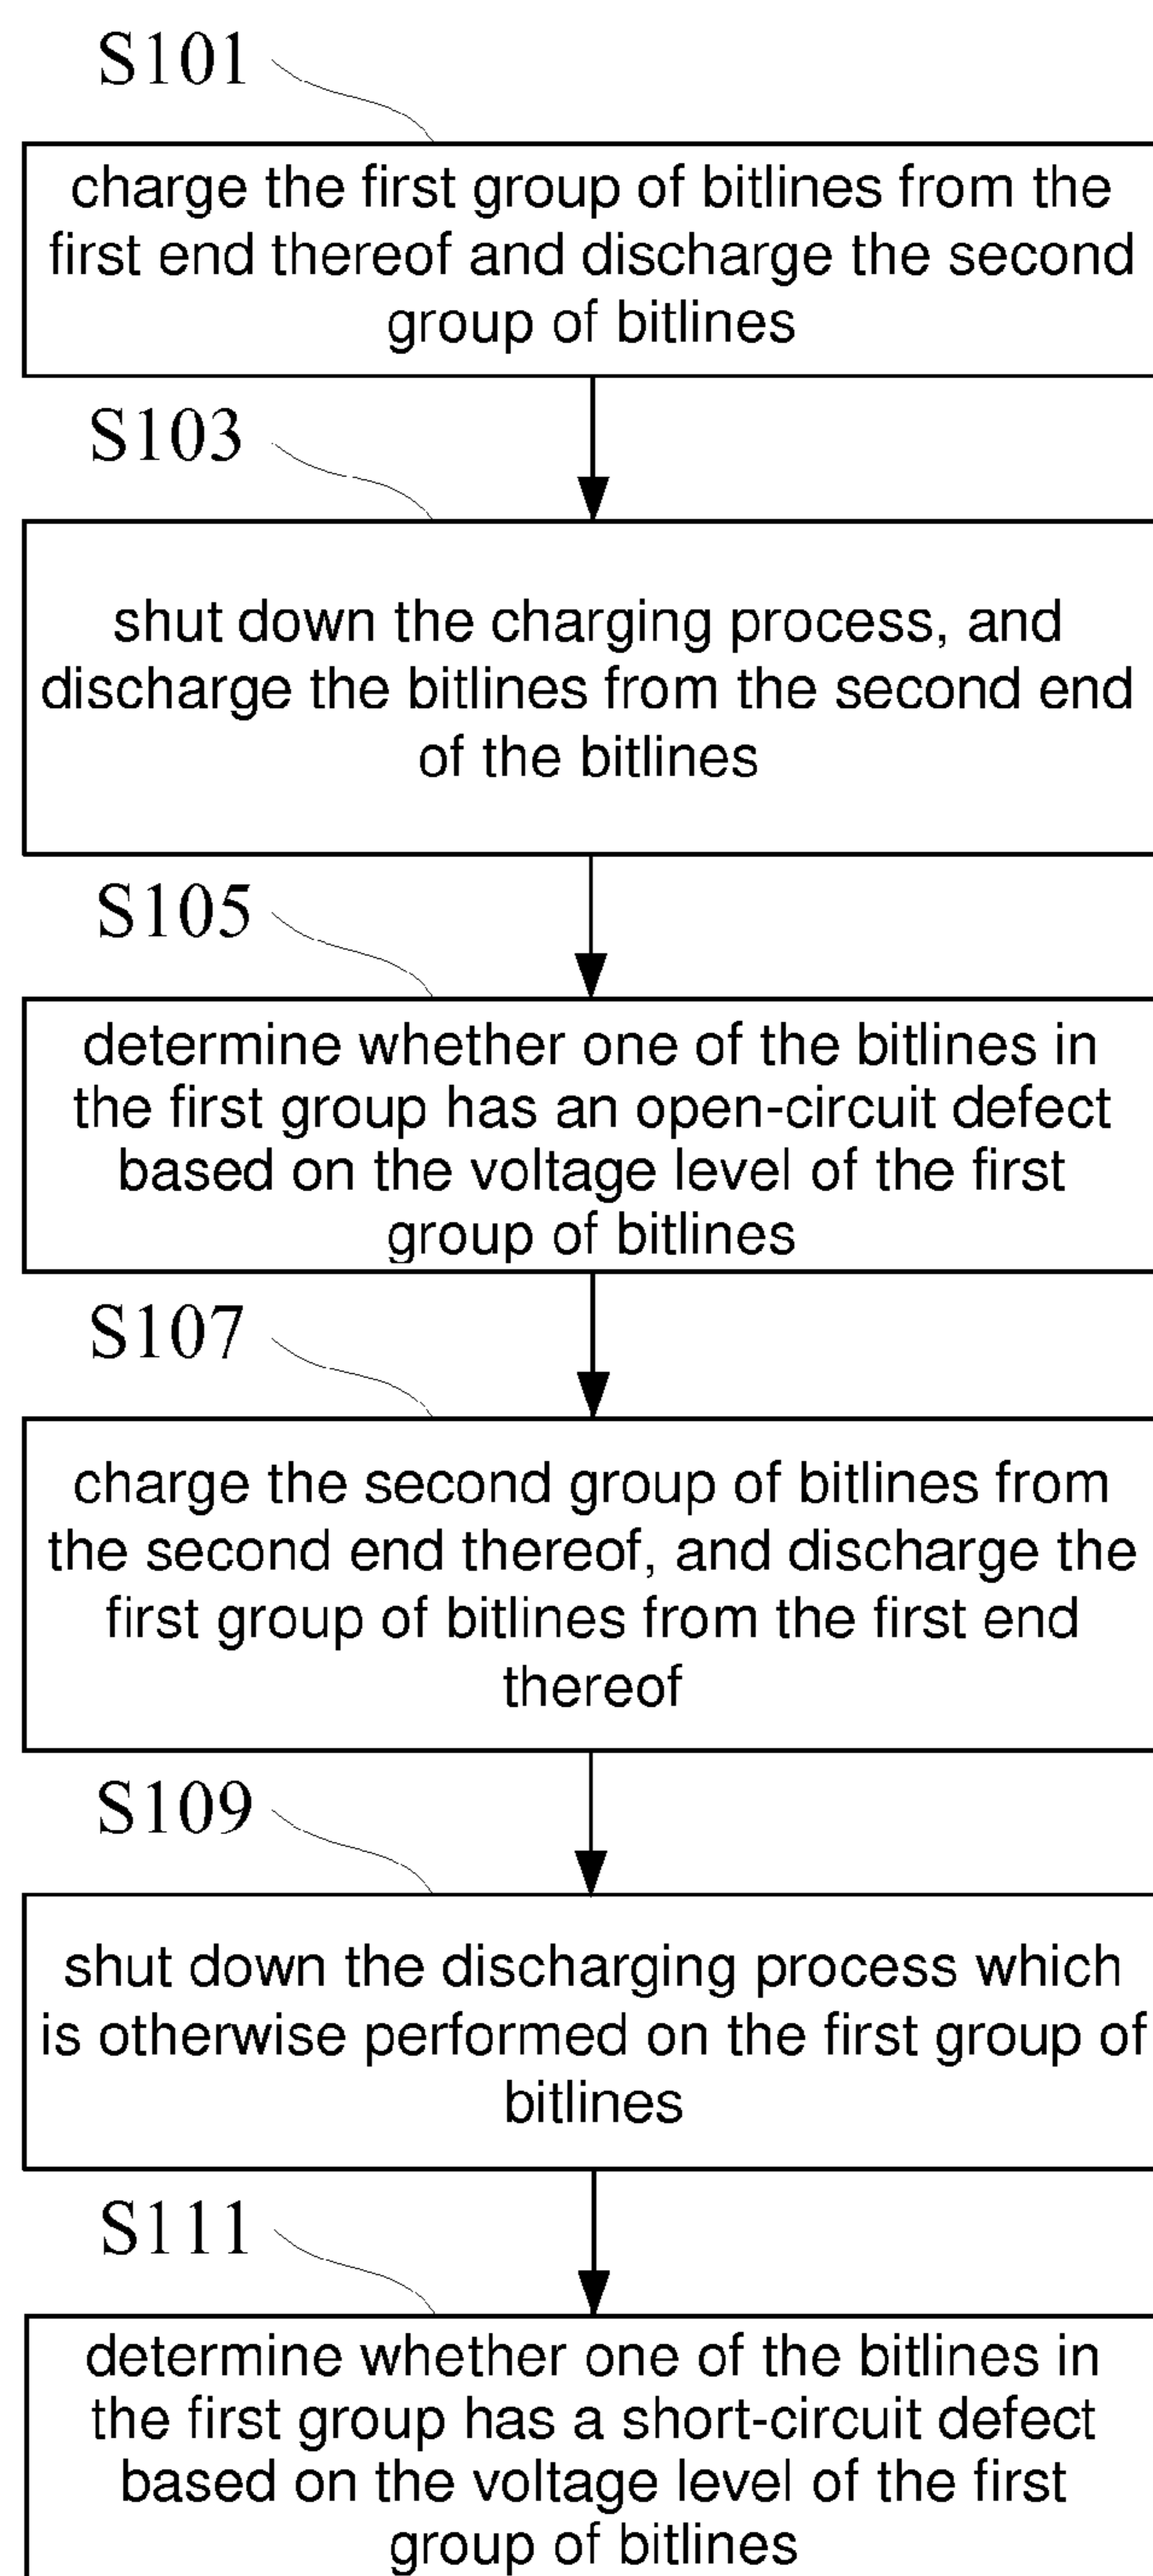 S101
charge the first group of bitlines from the
first end thereof and discharge the second
group of bitlines
S103
shut down the charging process, and
discharge the bitlines from the second end
of the bitlines
S105
determine whether one of the bitlines in
the first group has an open-circuit defect
based on the voltage level of the first
group of bitlines
S107
charge the second group of bitlines from
the second end thereof, and discharge the
first group of bitlines from the first end
thereof
S109
shut down the discharging process which
is otherwise performed on the first group of
bitlines
S111
determine whether one of the bitlines in
the first group has a short-circuit defect
based on the voltage level of the first
group of bitlines